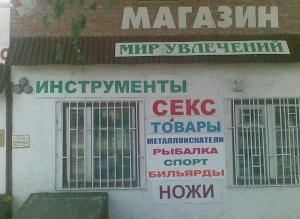 МАГАЗИН
МИР УВЛЕЧЕНИЙ
ИНСТРУМЕНТЫ
СЕКС
ТОВАРЫ
МЕТАЛЛОИСКАТЕЛИ
РЫБАЛКА
СПОРТ
БИЛЬЯРДЫ
НОЖИ